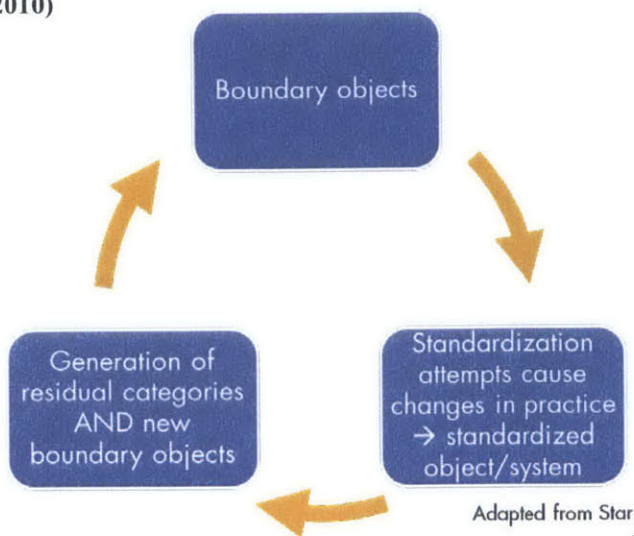 2010)
Boundary objects
Generation of
residual categories
AND new
boundary objects
Standardization
attempts cause
changes in practice
→ standardized
object/system
Adapted from Star